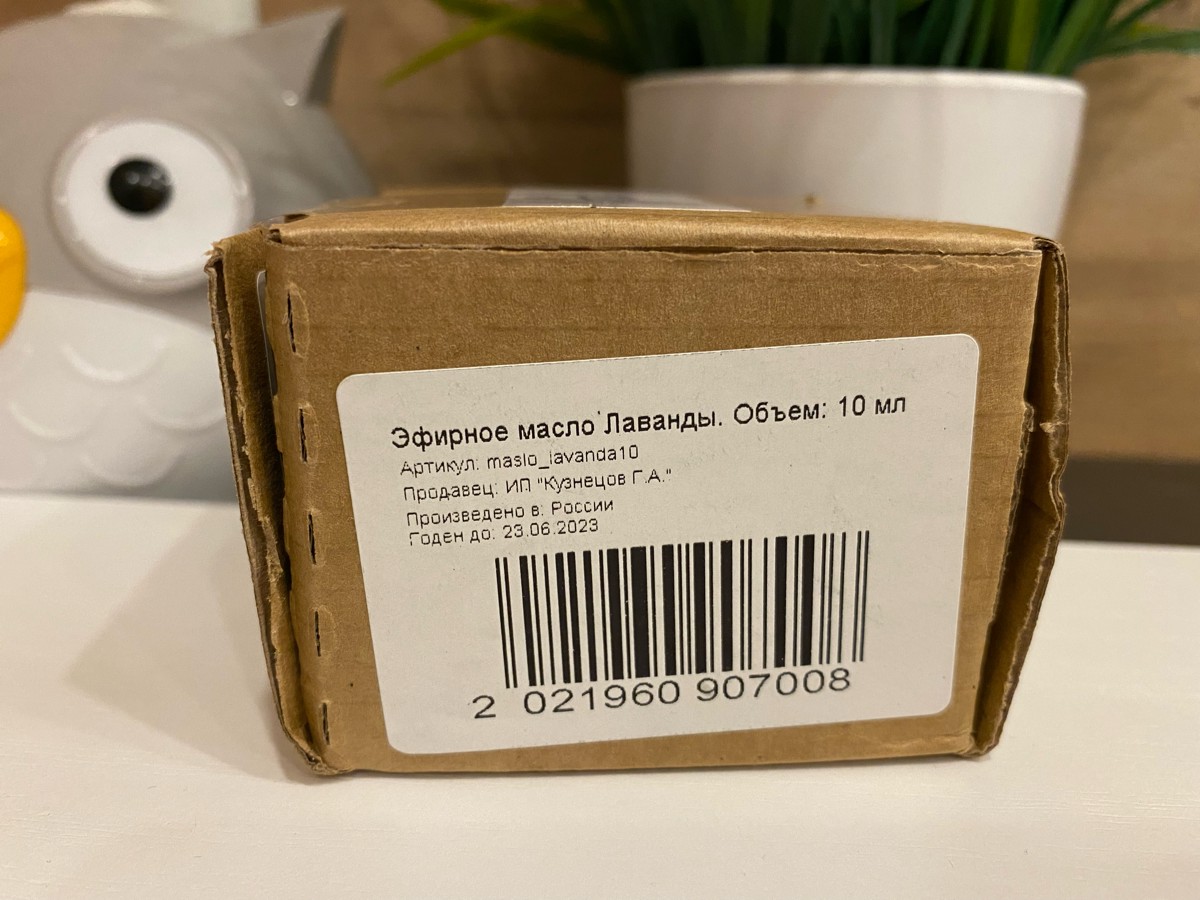 Эфирное масло Лаванды. Объем: 10 мл
Артикул: maslo_lavanda10
Продавец: ИП "Кузнецов Г.А."
Произведено в: России
Годен до: 23.06.2023
2 021960 907008